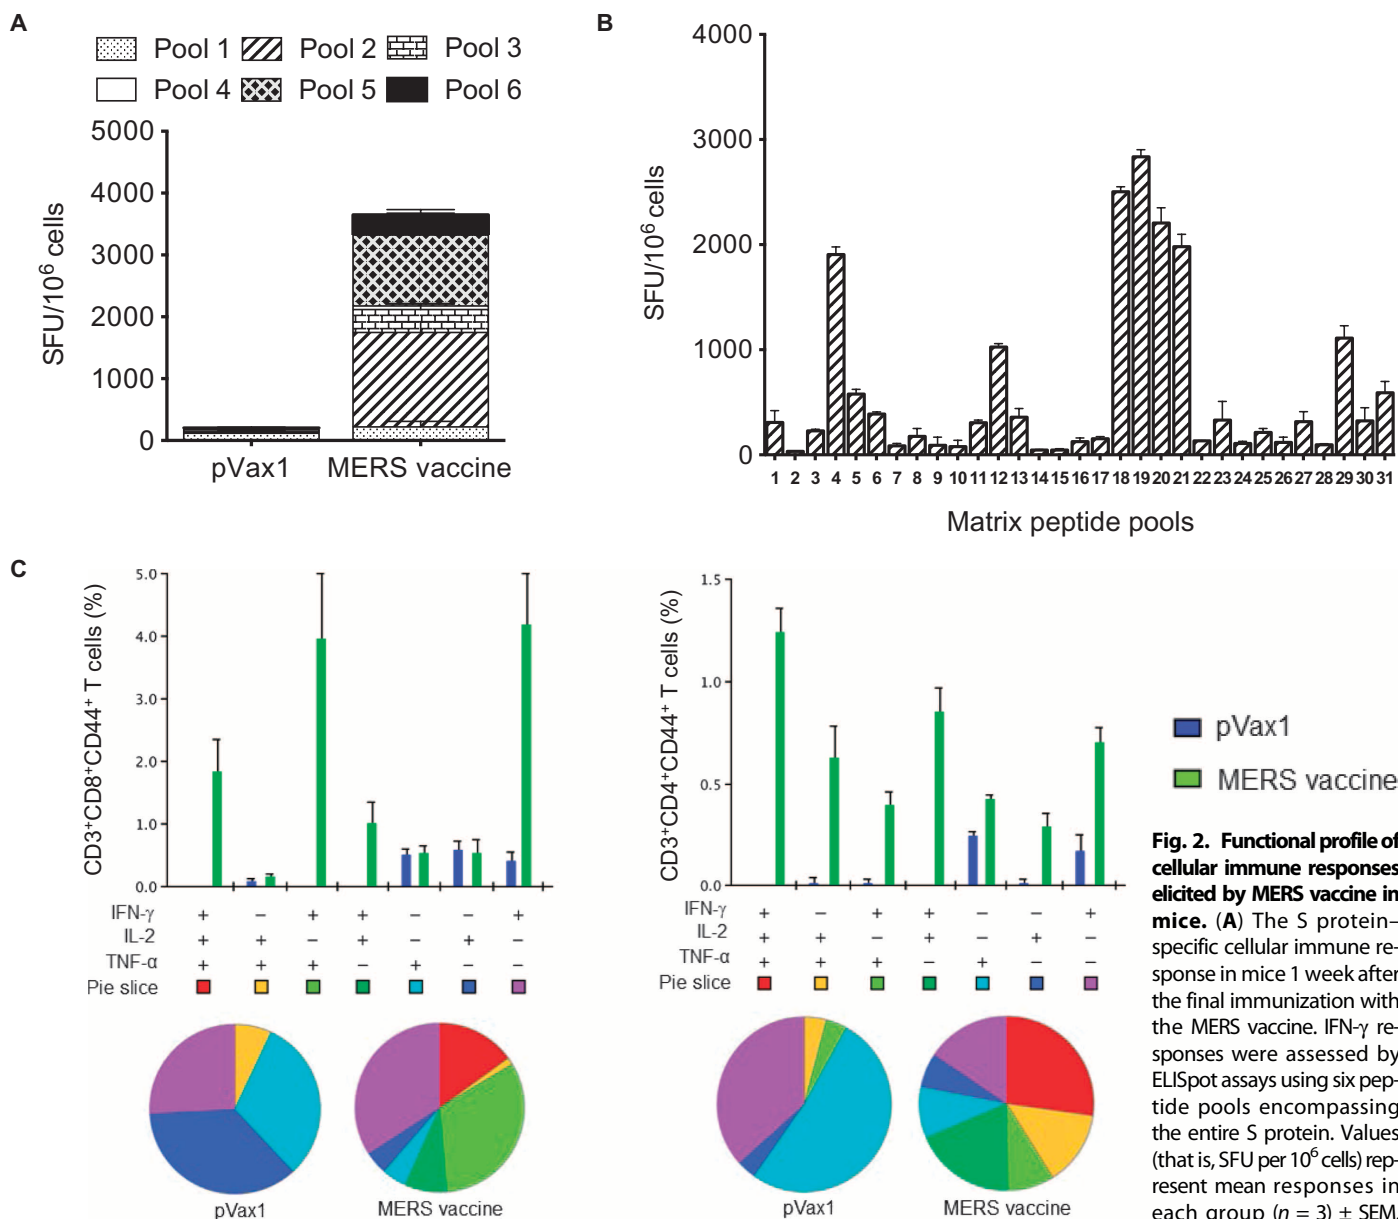 A
Pool 1 Pool 2 Pool 3
Pool 4 Pool 5 Pool 6
5000
4000
3000
2000
1000
0
SFU/10⁶ cells
pVax1 MERS vaccine
B
4000
3000
2000
1000
0
SFU/10⁶ cells
1 2 3 4 5 6 7 8 9 10 11 12 13 14 15 16 17 18 19 20 21 22 23 24 25 26 27 28 29 30 31
Matrix peptide pools
C
5.0
4.0
3.0
2.0
1.0
0.0
CD3⁺CD8⁺CD44⁺ T cells (%)
IFN-γ + – + + – – +
IL-2 + + – + – + –
TNF-α + + + – + – –
Pie slice
pVax1 MERS vaccine
1.5
1.0
0.5
0.0
CD3⁺CD4⁺CD44⁺ T cells (%)
IFN-γ + – + + – – +
IL-2 + + – + – + –
TNF-α + + + – + – –
Pie slice
pVax1 MERS vaccine
pVax1
MERS vaccine
Fig. 2. Functional profile of
cellular immune responses
elicited by MERS vaccine in
mice. (A) The S protein–
specific cellular immune re-
sponse in mice 1 week after
the final immunization with
the MERS vaccine. IFN-γ re-
sponses were assessed by
ELISpot assays using six pep-
tide pools encompassing
the entire S protein. Values
(that is, SFU per 10⁶ cells) rep-
resent mean responses in
each group (n = 3) ± SEM.